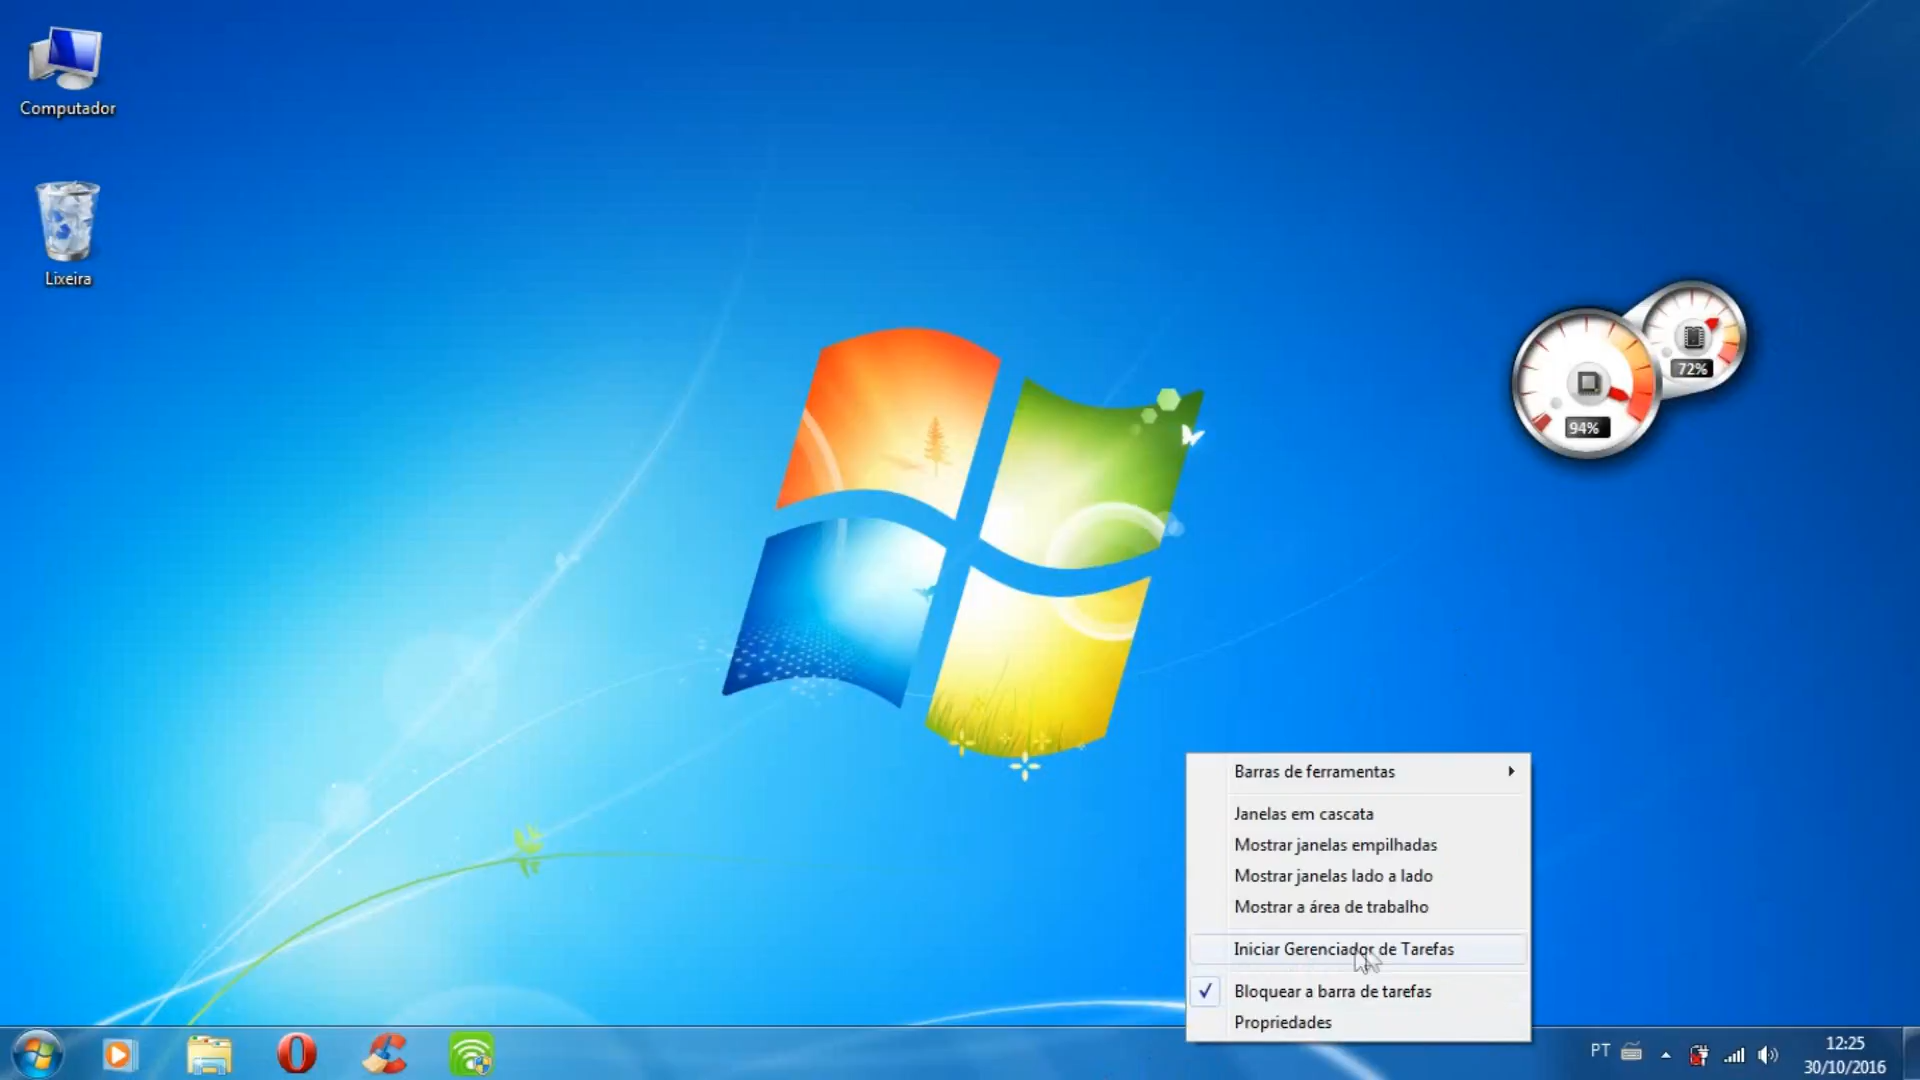 Computador
Lixeira
72%
94%
Barras de ferramentas
Janelas em cascata
Mostrar janelas empilhadas
Mostrar janelas lado a lado
Mostrar a área de trabalho
Iniciar Gerenciador de Tarefas
Bloquear a barra de tarefas
Propriedades
PT
12:25
30/10/2016